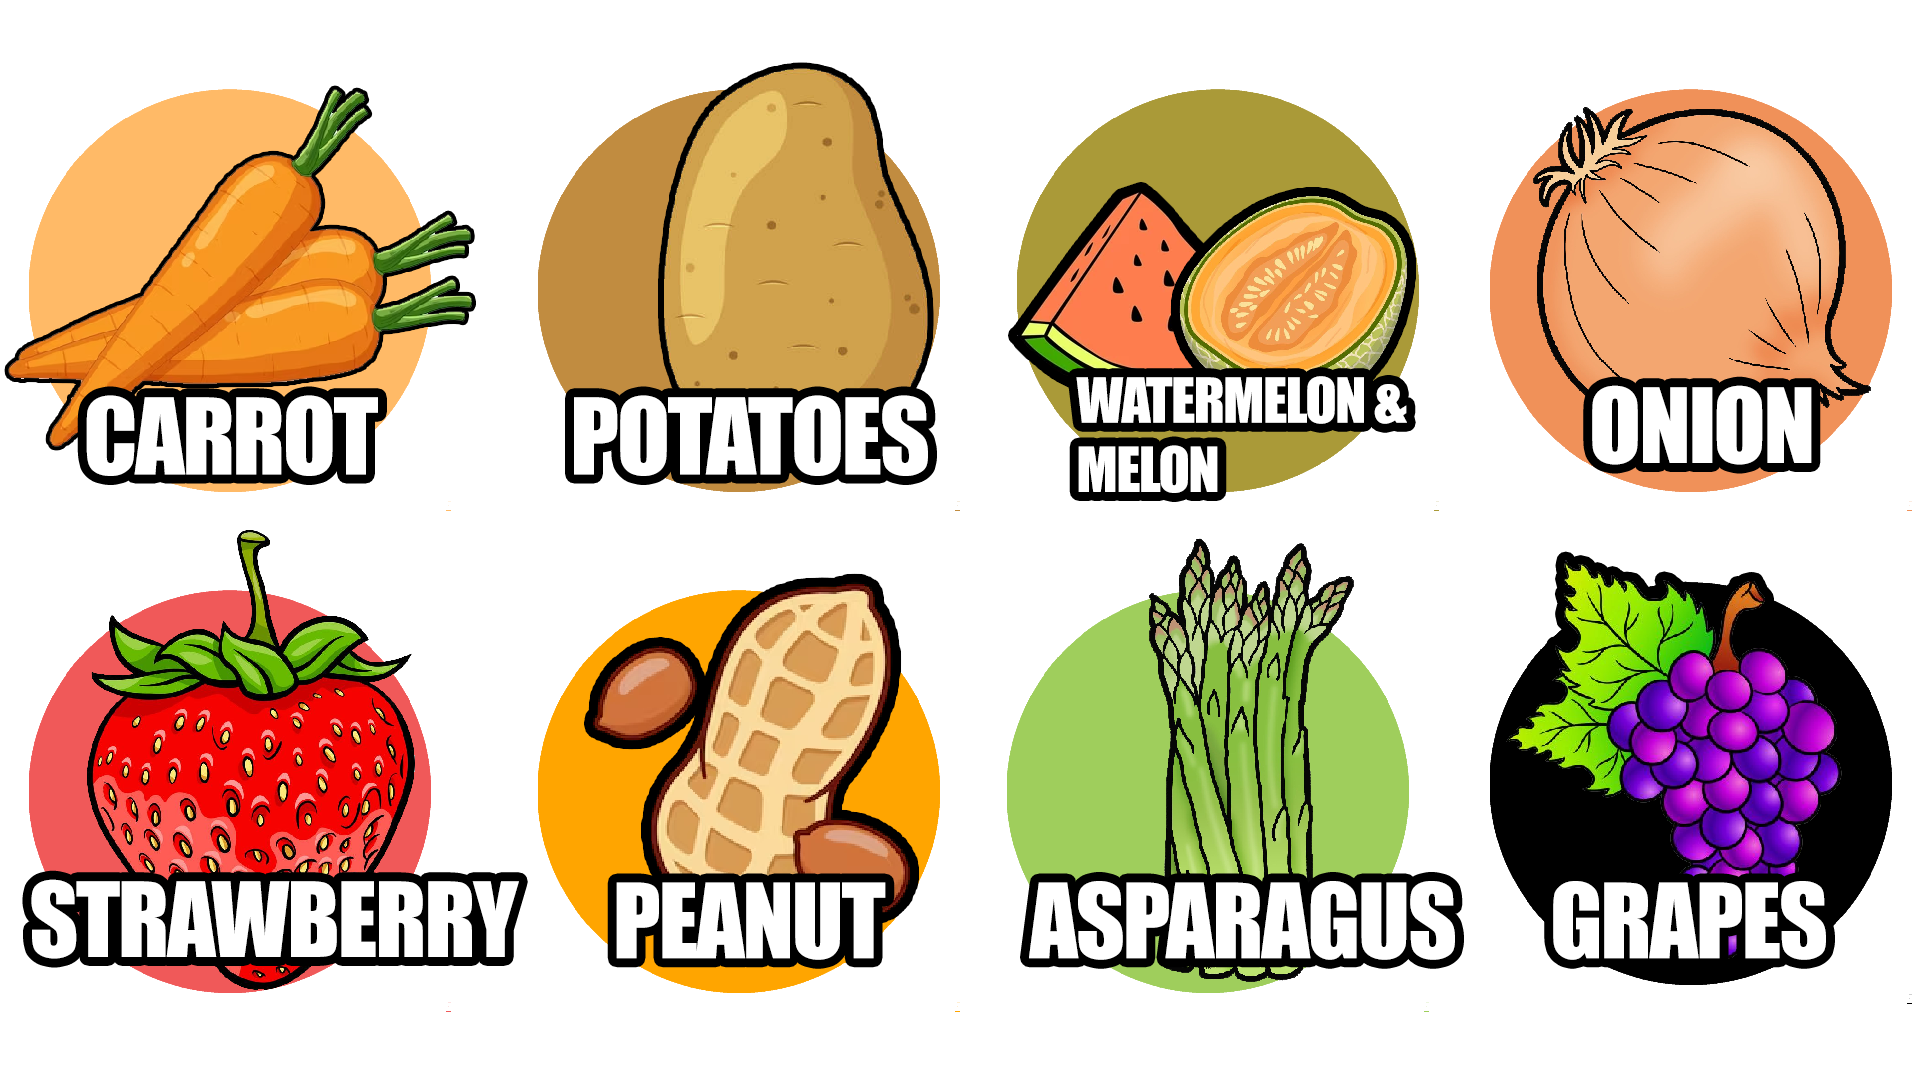 CARROT
POTATOES
WATERMELON &
MELON
ONION
STRAWBERRY
PEANUT
ASPARAGUS
GRAPES